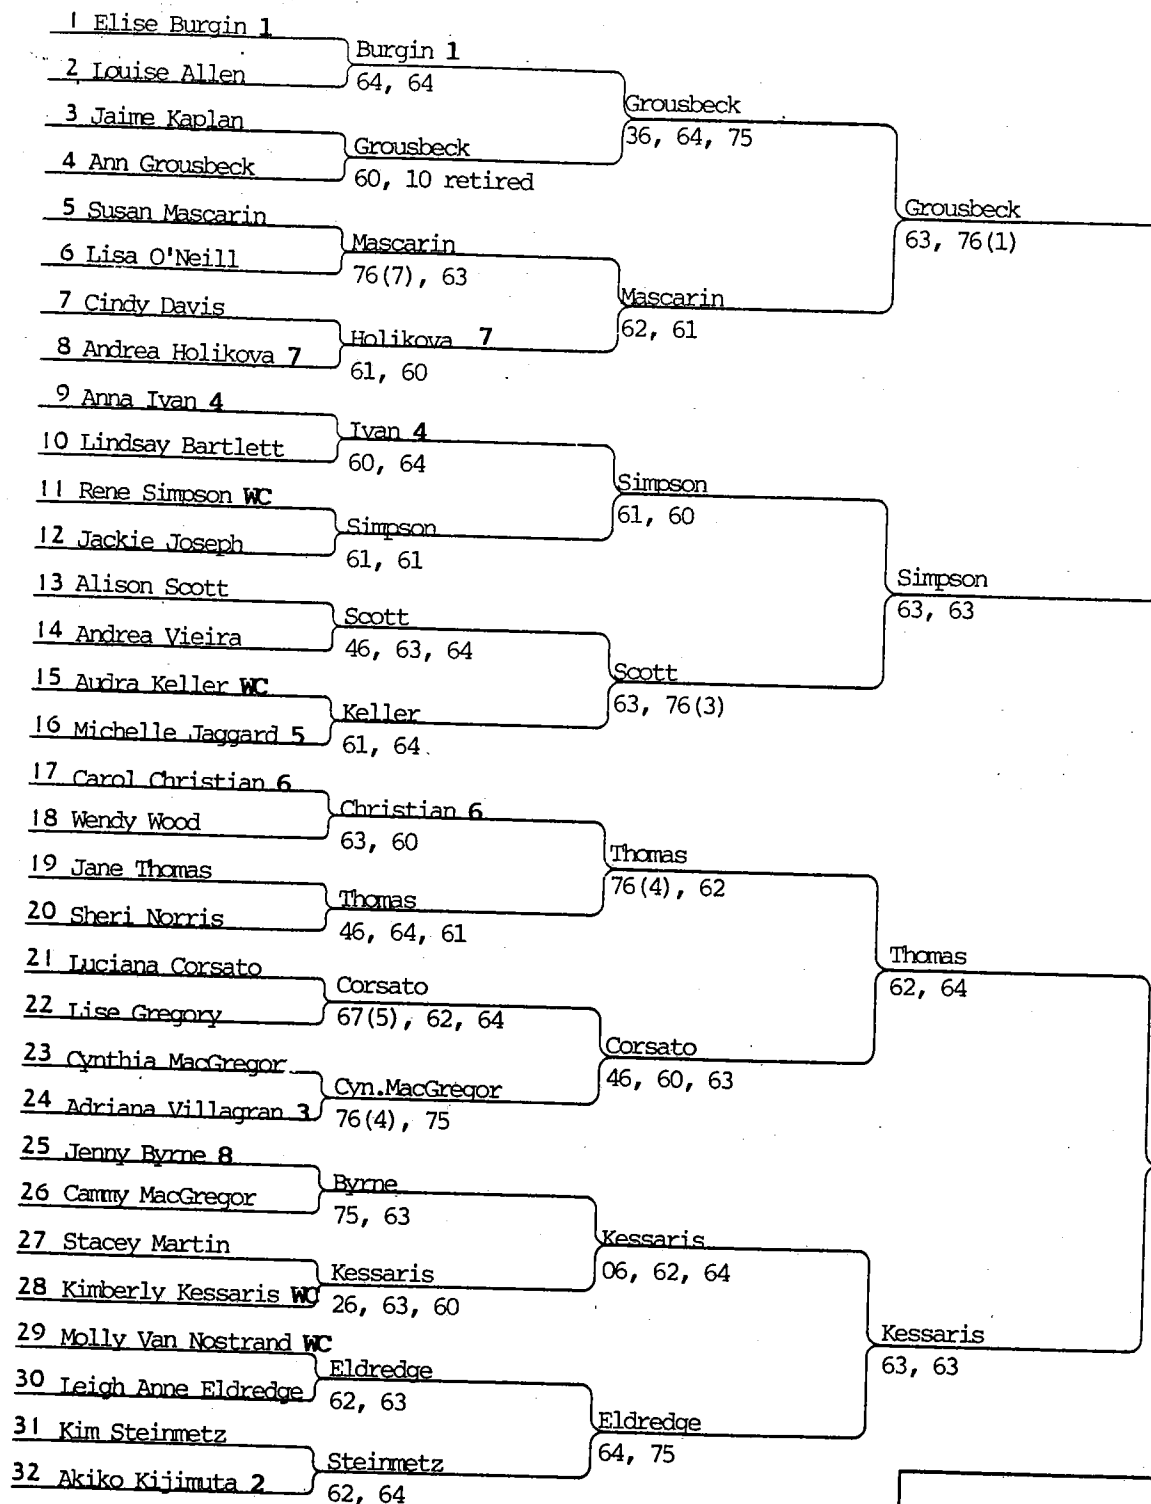 1 Elise Burgin 1
2 Louise Allen
3 Jaime Kaplan
4 Ann Grousbeck
5 Susan Mascarin
6 Lisa O'Neill
7 Cindy Davis
8 Andrea Holikova 7
9 Anna Ivan 4
10 Lindsay Bartlett
11 Rene Simpson WC
12 Jackie Joseph
13 Alison Scott
14 Andrea Vieira
15 Audra Keller WC
16 Michelle Jaggard 5
17 Carol Christian 6
18 Wendy Wood
19 Jane Thomas
20 Sheri Norris
21 Luciana Corsato
22 Lise Gregory
23 Cynthia MacGregor
24 Adriana Villagran 3
25 Jenny Byrne 8
26 Cammy MacGregor
27 Stacey Martin
28 Kimberly Kessaris WC
29 Molly Van Nostrand WC
30 Leigh Anne Eldredge
31 Kim Steinmetz
32 Akiko Kijimuta 2
Burgin 1
64, 64
Grousbeck
60, 10 retired
Mascarin
76(7), 63
Holikova 7
61, 60
Ivan 4
60, 64
Simpson
61, 61
Scott
46, 63, 64
Keller
61, 64
Christian 6
63, 60
Thomas
46, 64, 61
Corsato
67(5), 62, 64
Cyn.MacGregor
76(4), 75
Byrne
75, 63
Kessaris
26, 63, 60
Eldredge
62, 63
Steinmetz
62, 64
Grousbeck
36, 64, 75
Mascarin
62, 61
Simpson
61, 60
Scott
63, 76(3)
Thomas
76(4), 62
Corsato
46, 60, 63
Kessaris
06, 62, 64
Eldredge
64, 75
Grousbeck
63, 76(1)
Simpson
63, 63
Thomas
62, 64
Kessaris
63, 63